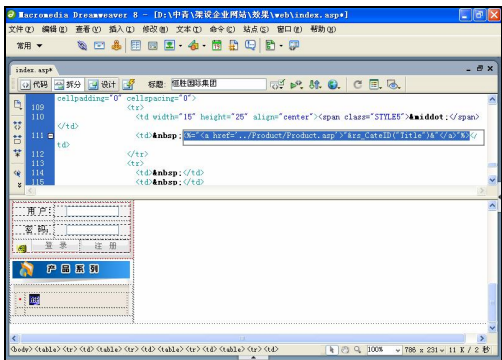 Macromedia Dreamweaver 8 - [D:\中青\架设企业网站\效果\web\index.asp*]
文件(F) 编辑(E) 查看(V) 插入(I) 修改(M) 文本(T) 命令(C) 站点(S) 窗口(W) 帮助(H)
常用
index.asp*
代码 拆分 设计 标题: 恒胜国际集团
cellpadding="0" cellspacing="0">
109 <tr>
110 <td width="15" height="25" align="center"><span class="STYLE5">&middot;</span>
</td>
111 <td>&nbsp;<%="<a href='../Product/Product.asp'>"&rs_CateID("Title")&"</a>"%></
td>
112 </tr>
113 <tr>
114 <td>&nbsp;</td>
115 <td>&nbsp;</td>
用 户:
密 码:
登 录 注 册
产 品 系 列
<body> <table> <tr> <td> <table> <tr> <td> <table> <tr> <td> <table> <tr> <td>
100% 786 x 231 11 K / 2 秒